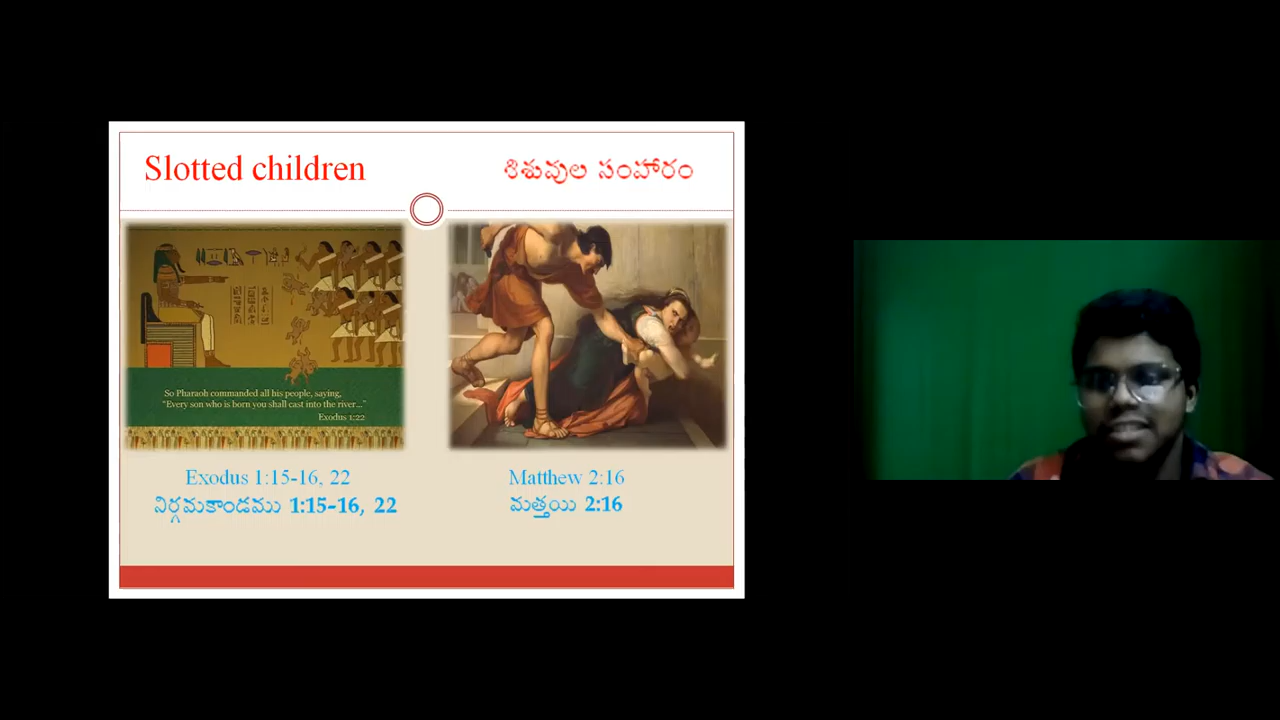 Slotted children
శిశువుల సంహారం
So Pharaoh commanded all his people, saying,
"Every son who is born you shall cast into the river..."
Exodus 1:22
Exodus 1:15-16, 22
నిర్గమకాండము 1:15-16, 22
Matthew 2:16
మత్తయి 2:16